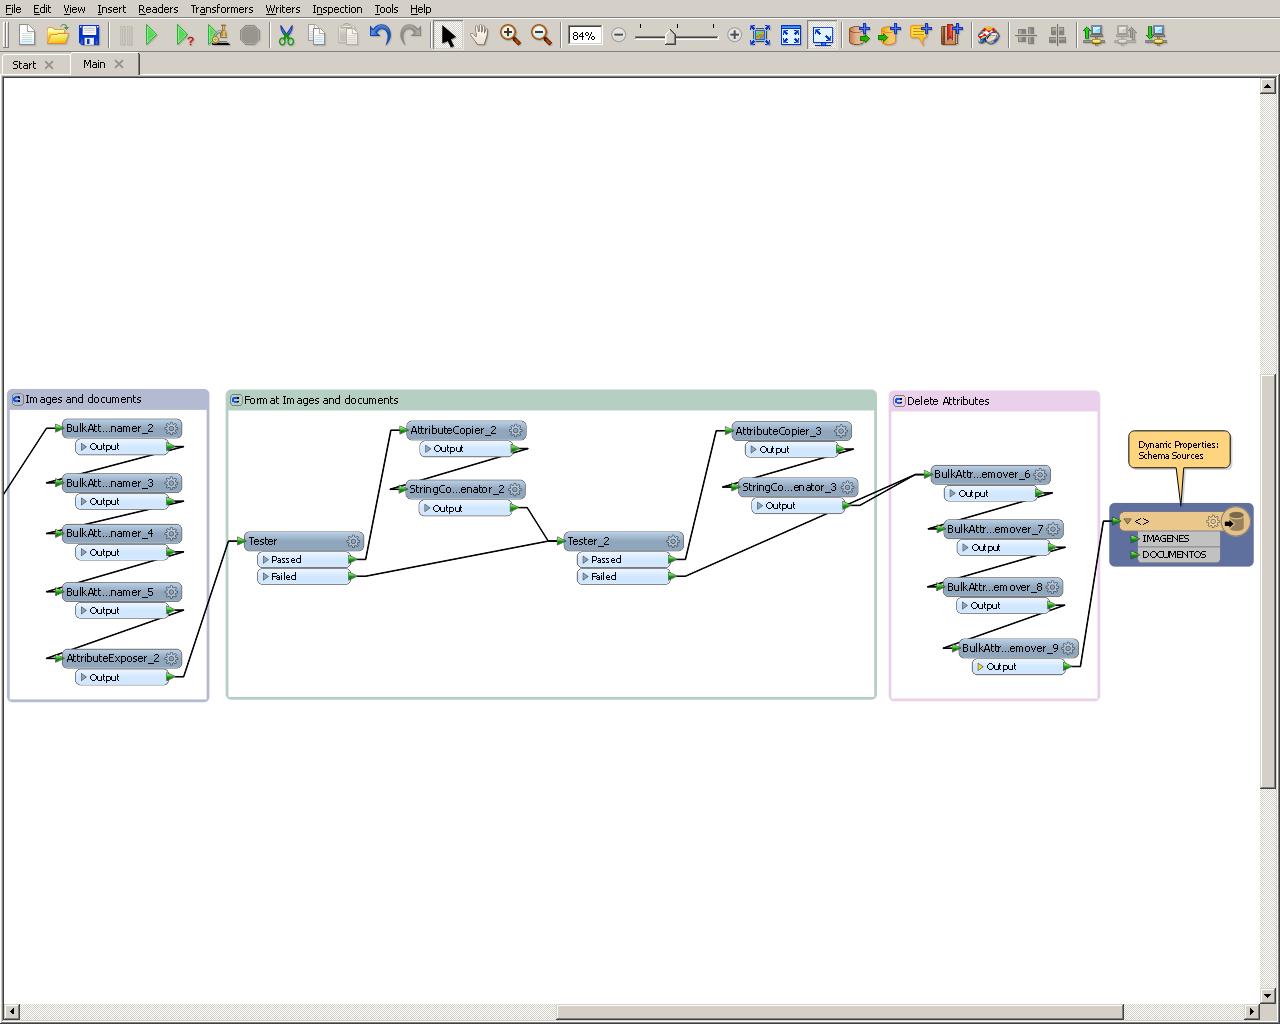 File Edit View Insert Readers Transformers Writers Inspection Tools Help
84%
Start Main
Images and documents
BulkAtt...namer_2
Output
BulkAtt...namer_3
Output
BulkAtt...namer_4
Output
BulkAtt...namer_5
Output
AttributeExposer_2
Output
Format Images and documents
Tester
Passed
Failed
AttributeCopier_2
Output
StringCo...enator_2
Output
Tester_2
Passed
Failed
AttributeCopier_3
Output
StringCo...enator_3
Output
Delete Attributes
BulkAttr...emover_6
Output
BulkAttr...emover_7
Output
BulkAttr...emover_8
Output
BulkAttr...emover_9
Output
Dynamic Properties:
Schema Sources
<>
IMAGENES
DOCUMENTOS